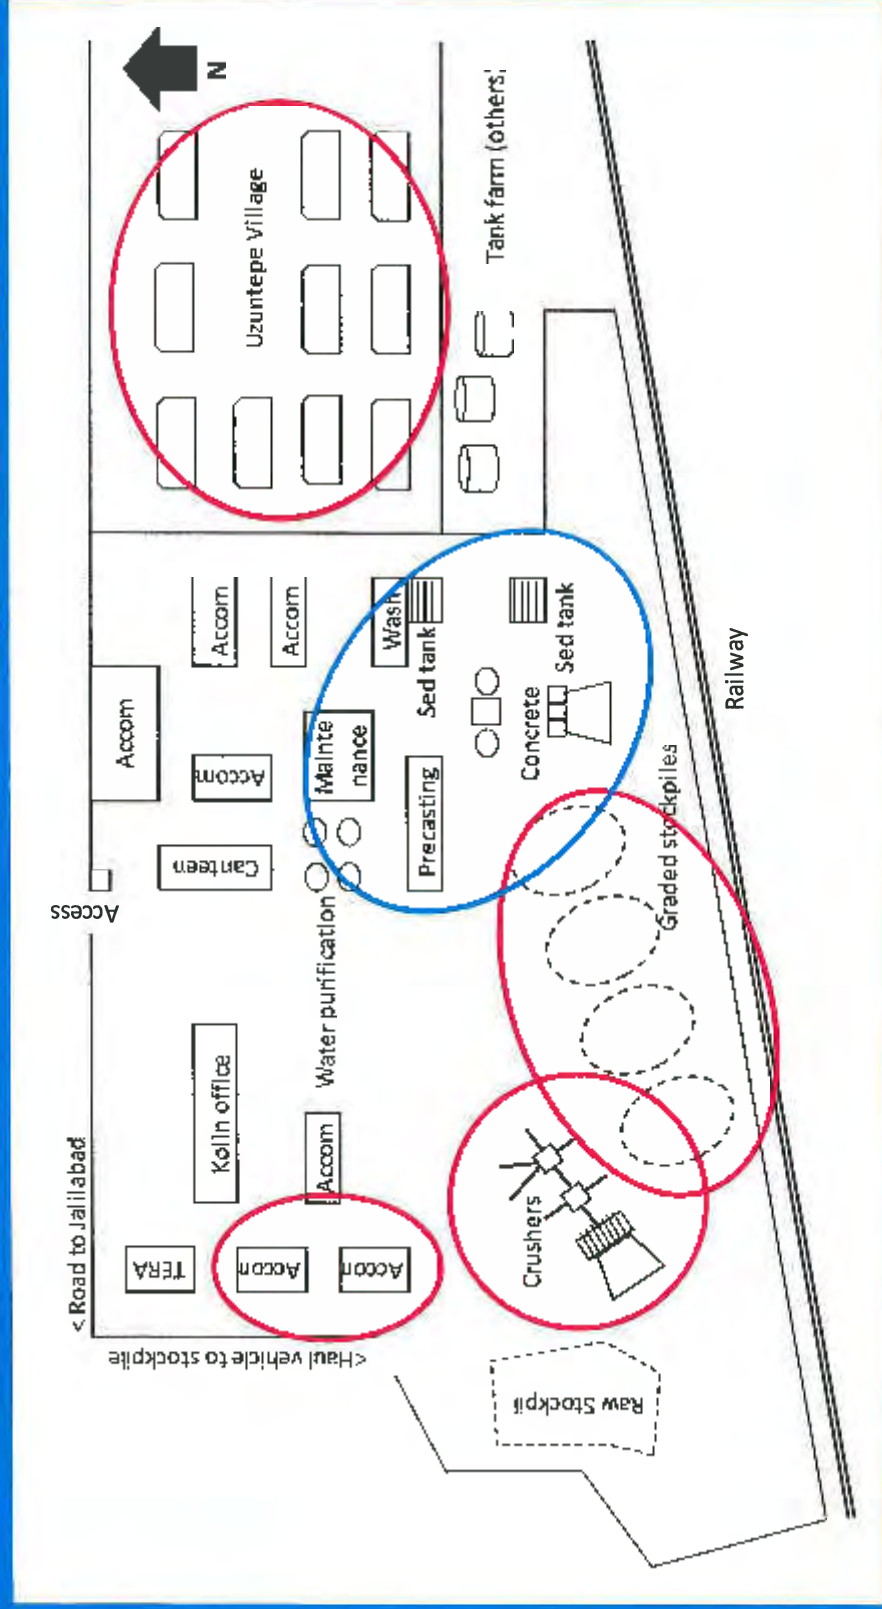 N
Uzuntepe Village
Tank farm (others)
Accom
Accom
Accom
Wash
Sed tank
Sed tank
Accom
Mainte
nance
Concrete
Precasting
Canteen
Access
Water purification
Graded stockpiles
Railway
Kolin office
Accom
< Road to Jalilabad
TERA
Accon
Accon
Crushers
<Haul vehicle to stockpile
Raw Stockpil